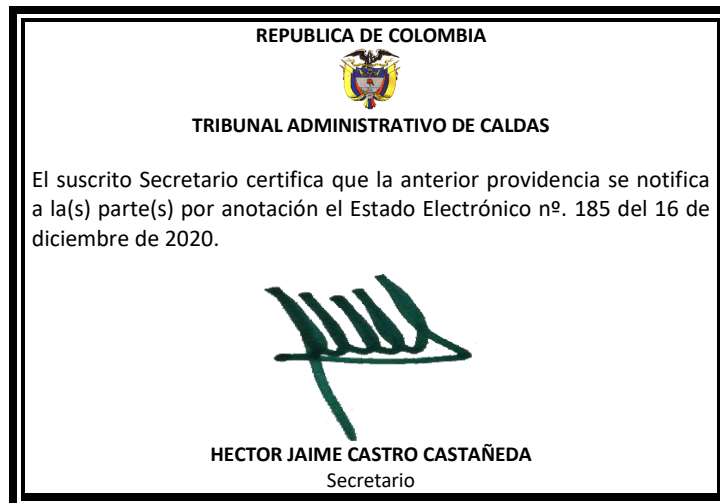 REPUBLICA DE COLOMBIA
TRIBUNAL ADMINISTRATIVO DE CALDAS
El suscrito Secretario certifica que la anterior providencia se notifica
a la(s) parte(s) por anotación el Estado Electrónico nº. 185 del 16 de
diciembre de 2020.
HECTOR JAIME CASTRO CASTAÑEDA
Secretario